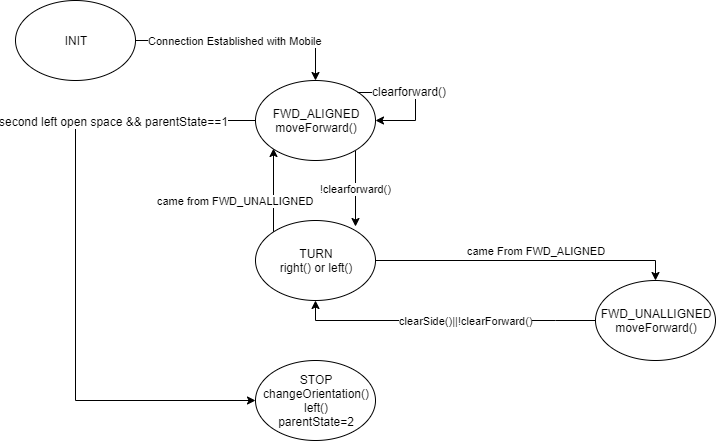 INIT
Connection Established with Mobile
clearforward()
FWD_ALIGNED
moveForward()
second left open space && parentState==1
!clearforward()
came from FWD_UNALLIGNED
TURN
right() or left()
came From FWD_ALIGNED
FWD_UNALLIGNED
moveForward()
clearSide()||!clearForward()
STOP
changeOrientation()
left()
parentState=2